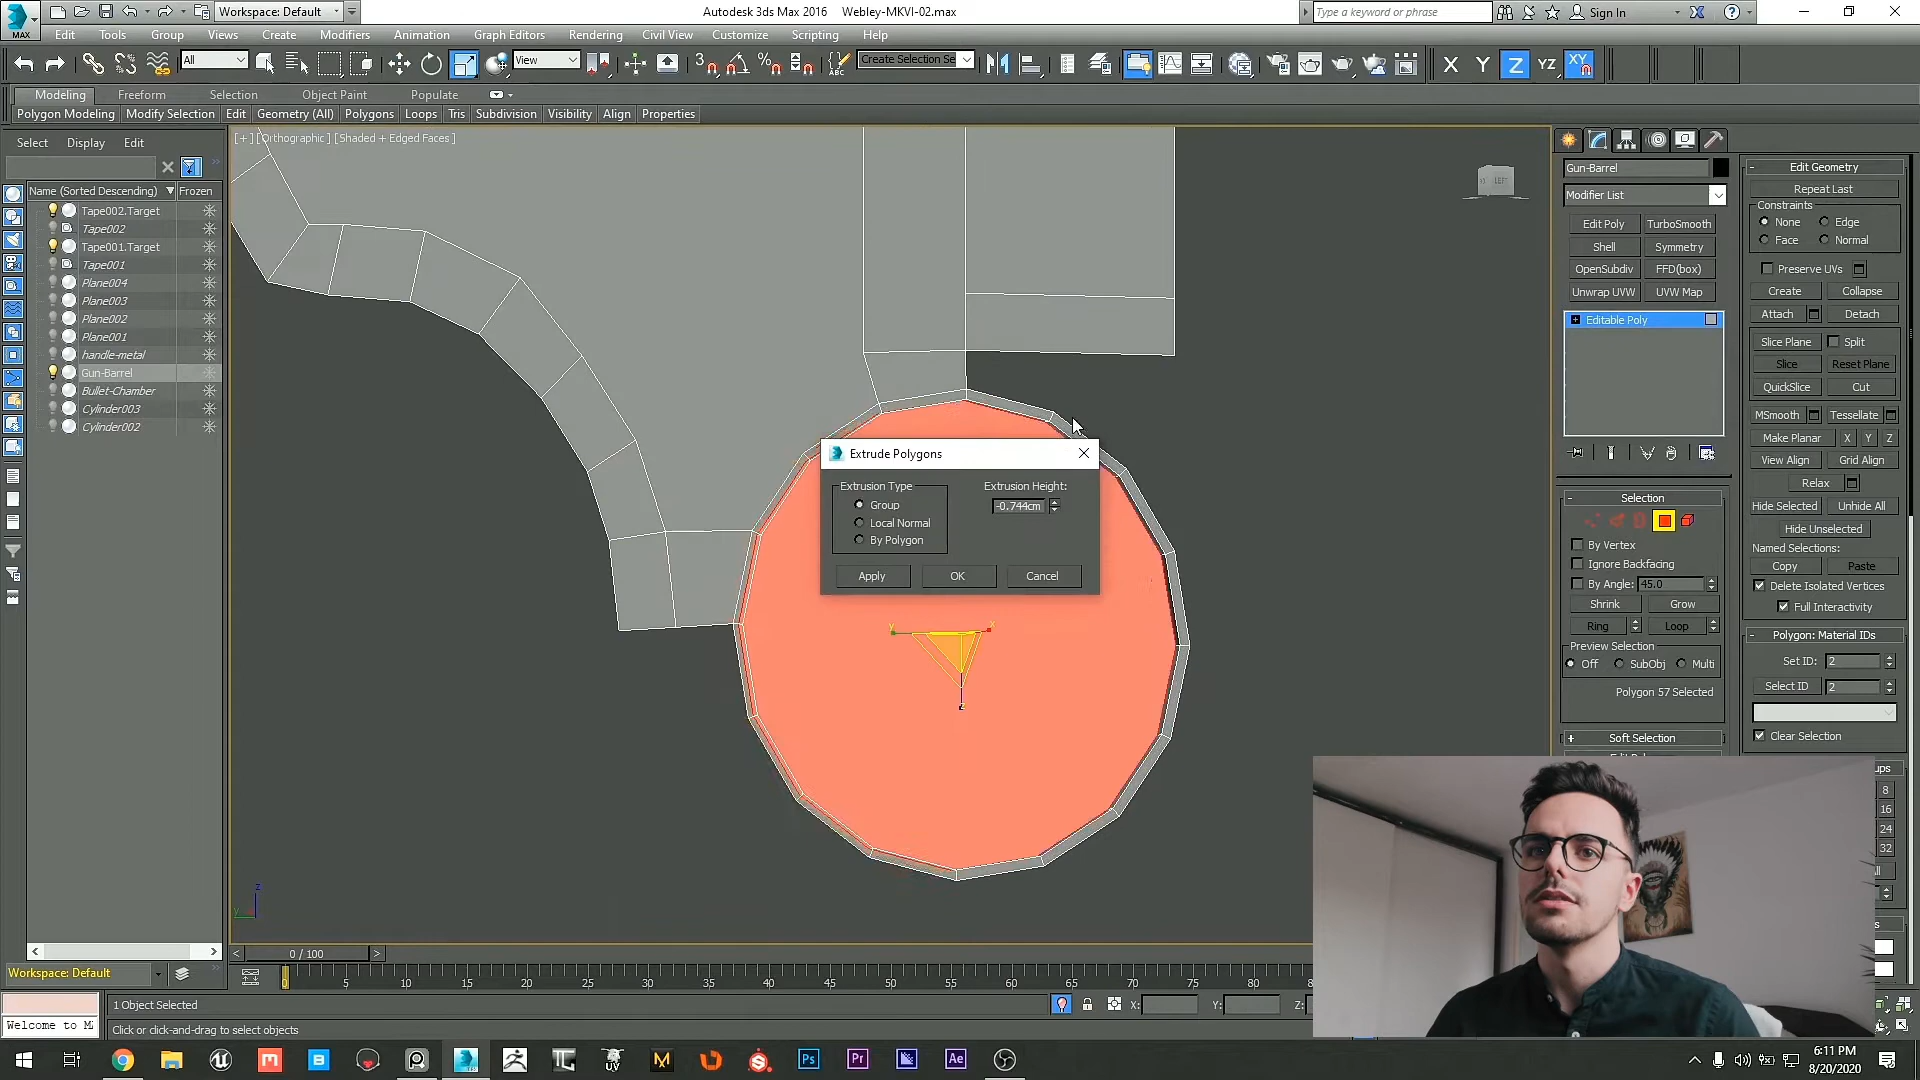 MAX
Workspace: Default
Autodesk 3ds Max 2016 Webley-MKVI-02.max
Type a keyword or phrase
Sign In
Edit Tools Group Views Create Modifiers Animation Graph Editors Rendering Civil View Customize Scripting Help
All
View
3
ABC
Create Selection Se
X Y Z YZ XY
Modeling Freeform Selection Object Paint Populate
Polygon Modeling Modify Selection Edit Geometry (All) Polygons Loops Tris Subdivision Visibility Align Properties
Select Display Edit
Name (Sorted Descending) Frozen
Tape002.Target
Tape002
Tape001.Target
Tape001
Plane004
Plane003
Plane002
Plane001
handle-metal
Gun-Barrel
Bullet-Chamber
Cylinder003
Cylinder002
[+] [Orthographic] [Shaded + Edged Faces]
LEFT
Extrude Polygons
Extrusion Type
Group
Local Normal
By Polygon
Extrusion Height:
-0.744cm
Apply OK Cancel
y x
z
z
y
Gun-Barrel
Modifier List
Edit Poly TurboSmooth
Shell Symmetry
OpenSubdiv FFD(box)
Unwrap UVW UVW Map
Editable Poly
Selection
By Vertex
Ignore Backfacing
By Angle: 45.0
Shrink Grow
Ring Loop
Preview Selection
Off SubObj Multi
Polygon 57 Selected
Soft Selection
Edit Geometry
Repeat Last
Constraints
None Edge
Face Normal
Preserve UVs
Create Collapse
Attach Detach
Slice Plane Split
Slice Reset Plane
QuickSlice Cut
MSmooth Tessellate
Make Planar X Y Z
View Align Grid Align
Relax
Hide Selected Unhide All
Hide Unselected
Named Selections:
Copy Paste
Delete Isolated Vertices
Full Interactivity
Polygon: Material IDs
Set ID: 2
Select ID 2
Clear Selection
ups
8
16
24
32
0 / 100
Workspace: Default
0 5 10 15 20 25 30 35 40 45 50 55 60 65 70 75 80
1 Object Selected
X: Y: Z:
Welcome to M
Click or click-and-drag to select objects
Ps Pr Ae
UV
6:11 PM
8/20/2020